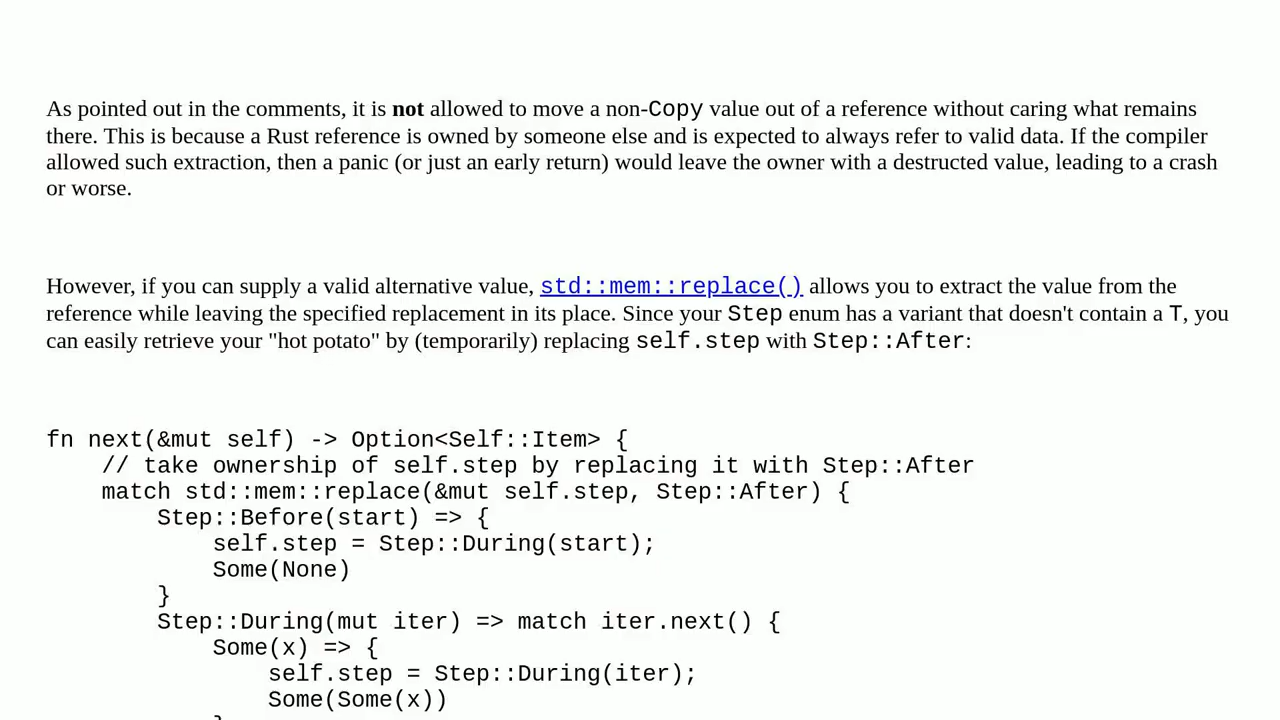 As pointed out in the comments, it is not allowed to move a non-Copy value out of a reference without caring what remains
there. This is because a Rust reference is owned by someone else and is expected to always refer to valid data. If the compiler
allowed such extraction, then a panic (or just an early return) would leave the owner with a destructed value, leading to a crash
or worse.
However, if you can supply a valid alternative value, std::mem::replace() allows you to extract the value from the
reference while leaving the specified replacement in its place. Since your Step enum has a variant that doesn't contain a T, you
can easily retrieve your "hot potato" by (temporarily) replacing self.step with Step::After:
fn next(&mut self) -> Option<Self::Item> {
    // take ownership of self.step by replacing it with Step::After
    match std::mem::replace(&mut self.step, Step::After) {
        Step::Before(start) => {
            self.step = Step::During(start);
            Some(None)
        }
        Step::During(mut iter) => match iter.next() {
            Some(x) => {
                self.step = Step::During(iter);
                Some(Some(x))
            }